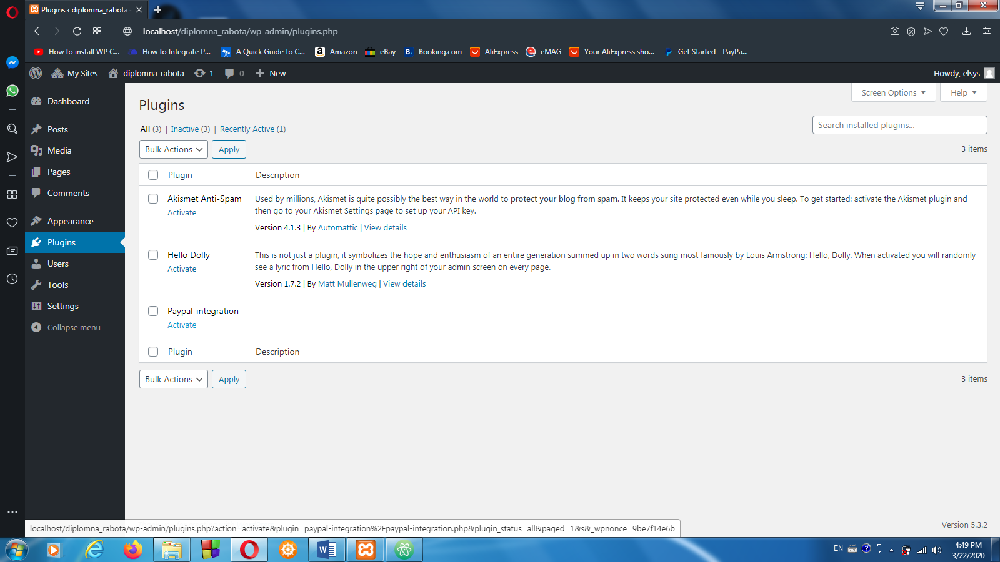 Plugins ‹ diplomna_rabota
localhost/diplomna_rabota/wp-admin/plugins.php
How to install WP C... How to Integrate P... A Quick Guide to C... Amazon eBay Booking.com AliExpress eMAG Your AliExpress sho... Get Started - PayPa...
My Sites diplomna_rabota 1 0 New Howdy, elsys
Dashboard
Posts
Media
Pages
Comments
Appearance
Plugins
Users
Tools
Settings
Collapse menu
Screen Options Help
Plugins
All (3) | Inactive (3) | Recently Active (1)
Search installed plugins...
Bulk Actions Apply 3 items
Plugin Description
Akismet Anti-Spam
Activate
Used by millions, Akismet is quite possibly the best way in the world to protect your blog from spam. It keeps your site protected even while you sleep. To get started: activate the Akismet plugin and
then go to your Akismet Settings page to set up your API key.
Version 4.1.3 | By Automattic | View details
Hello Dolly
Activate
This is not just a plugin, it symbolizes the hope and enthusiasm of an entire generation summed up in two words sung most famously by Louis Armstrong: Hello, Dolly. When activated you will randomly
see a lyric from Hello, Dolly in the upper right of your admin screen on every page.
Version 1.7.2 | By Matt Mullenweg | View details
Paypal-integration
Activate
Plugin Description
Bulk Actions Apply 3 items
Version 5.3.2
localhost/diplomna_rabota/wp-admin/plugins.php?action=activate&plugin=paypal-integration%2Fpaypal-integration.php&plugin_status=all&paged=1&s&_wpnonce=9be7f14e6b
EN
4:49 PM
3/22/2020